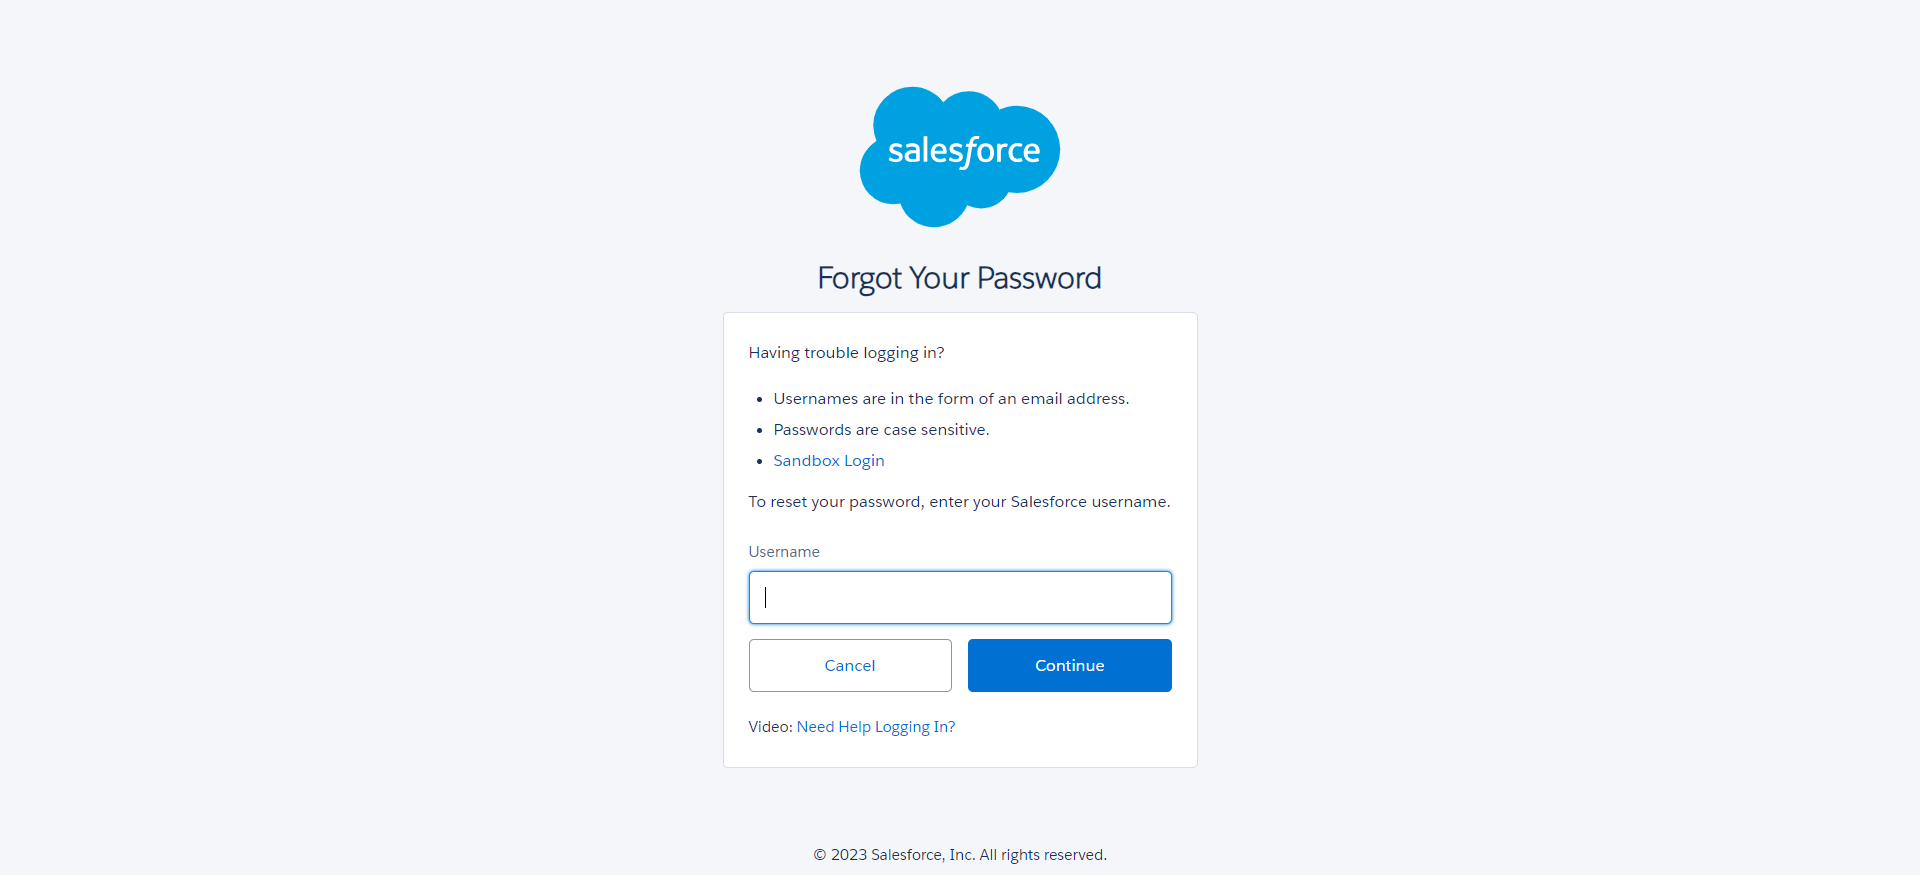 salesforce
Forgot Your Password
Having trouble logging in?
Usernames are in the form of an email address.
Passwords are case sensitive.
Sandbox Login
To reset your password, enter your Salesforce username.
Username
Cancel
Continue
Video: Need Help Logging In?
© 2023 Salesforce, Inc. All rights reserved.